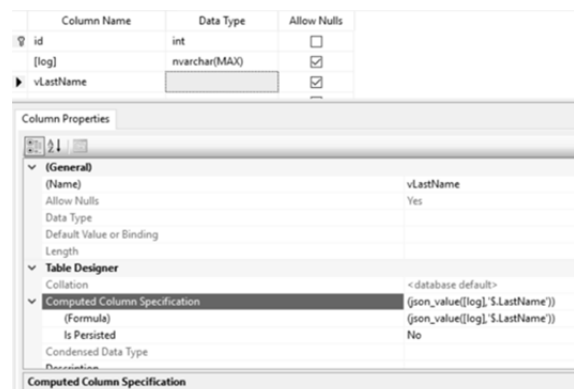 Column Name Data Type Allow Nulls
id int
[log] nvarchar(MAX)
vLastName
Column Properties
(General)
(Name) vLastName
Allow Nulls Yes
Data Type
Default Value or Binding
Length
Table Designer
Collation <database default>
Computed Column Specification (json_value([log],'$.LastName'))
(Formula) (json_value([log],'$.LastName'))
Is Persisted No
Condensed Data Type
Description
Computed Column Specification